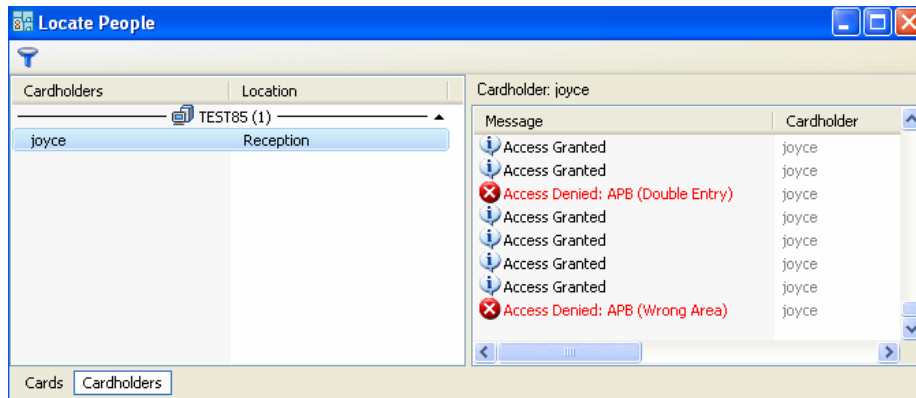 Locate People
Cardholders Location
TEST85 (1)
joyce Reception
Cardholder: joyce
Message Cardholder
Access Granted joyce
Access Granted joyce
Access Denied: APB (Double Entry) joyce
Access Granted joyce
Access Granted joyce
Access Granted joyce
Access Granted joyce
Access Denied: APB (Wrong Area) joyce
Cards Cardholders